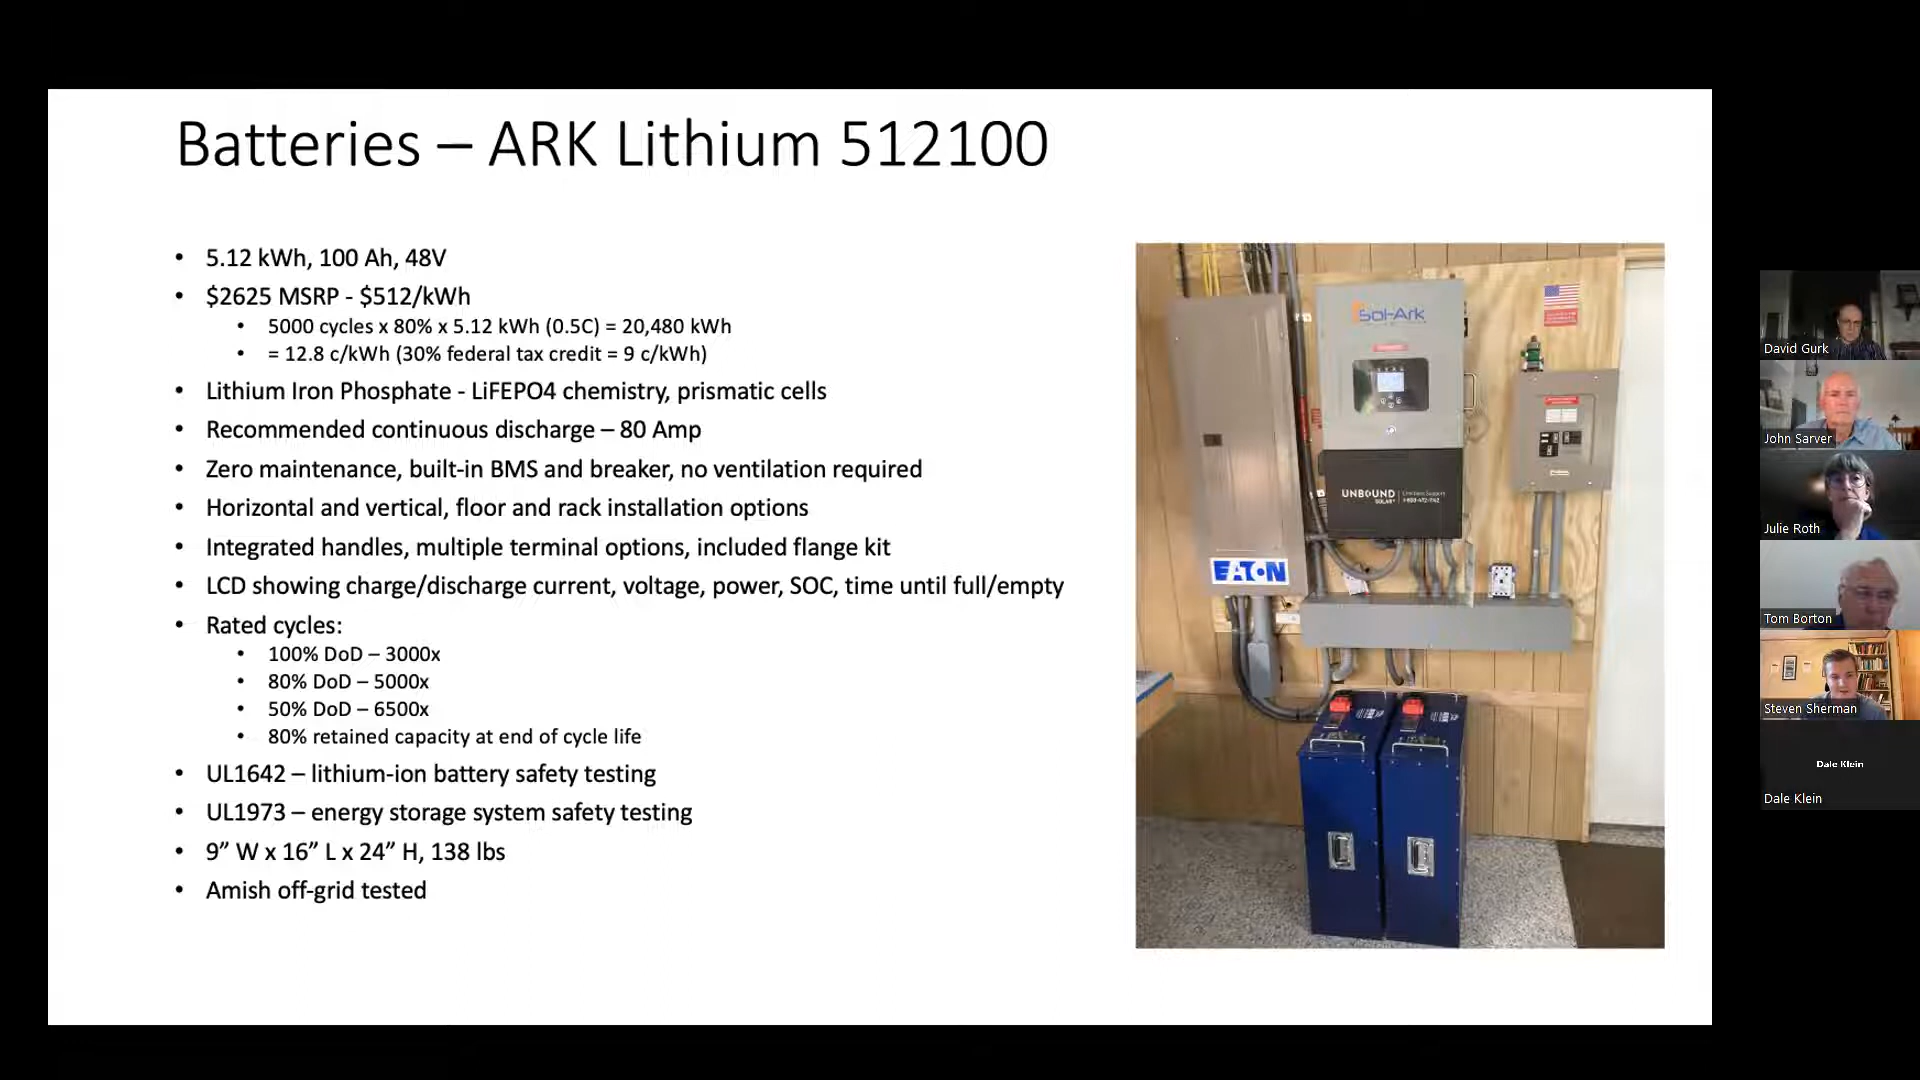 Batteries – ARK Lithium 512100
• 5.12 kWh, 100 Ah, 48V
• $2625 MSRP - $512/kWh
• 5000 cycles x 80% x 5.12 kWh (0.5C) = 20,480 kWh
• = 12.8 c/kWh (30% federal tax credit = 9 c/kWh)
• Lithium Iron Phosphate - LiFEPO4 chemistry, prismatic cells
• Recommended continuous discharge – 80 Amp
• Zero maintenance, built-in BMS and breaker, no ventilation required
• Horizontal and vertical, floor and rack installation options
• Integrated handles, multiple terminal options, included flange kit
• LCD showing charge/discharge current, voltage, power, SOC, time until full/empty
• Rated cycles:
• 100% DoD – 3000x
• 80% DoD – 5000x
• 50% DoD – 6500x
• 80% retained capacity at end of cycle life
• UL1642 – lithium-ion battery safety testing
• UL1973 – energy storage system safety testing
• 9” W x 16” L x 24” H, 138 lbs
• Amish off-grid tested
Sol-Ark
UNBOUND
SOLAR
EATON
David Gurk
John Sarver
Julie Roth
Tom Borton
Steven Sherman
Dale Klein
Dale Klein